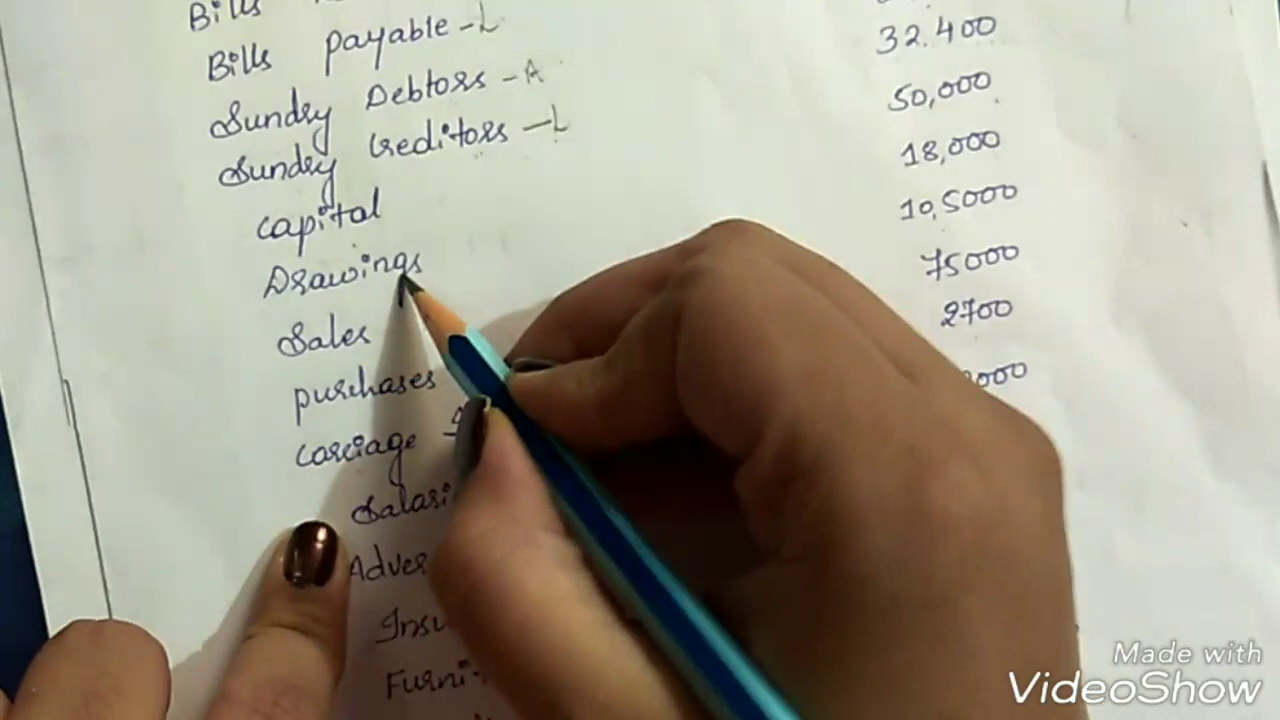 Bills
Bills payable -L 32.400
Sundry Debtors - A 50,000
Sundry Creditors -L 18,000
Capital 10,5000
Drawings 75000
Sales 2700
purchases
Carriage
Made with
VideoShow